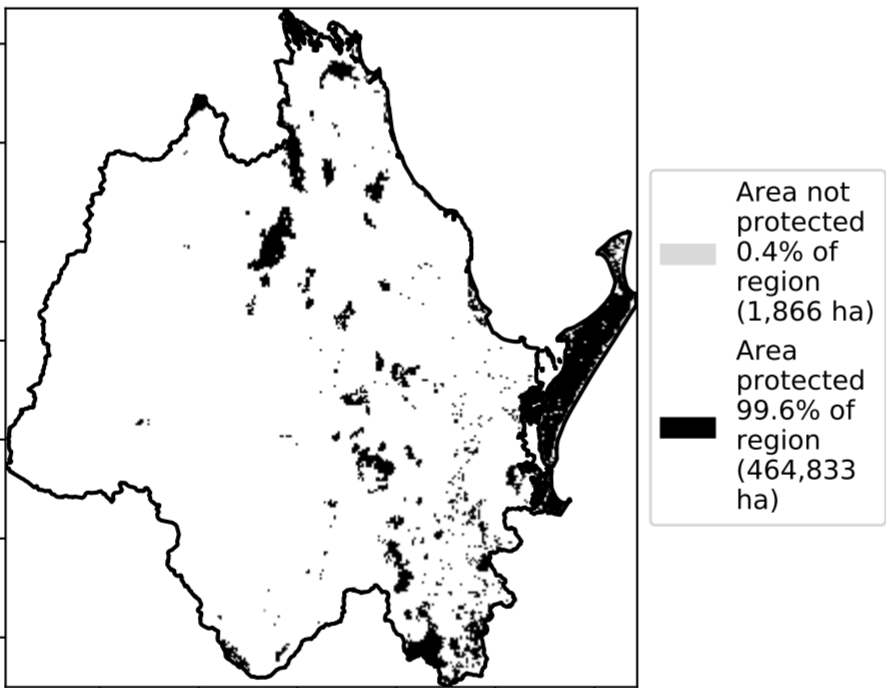 Area not
protected
0.4% of
region
(1,866 ha)
Area
protected
99.6% of
region
(464,833
ha)